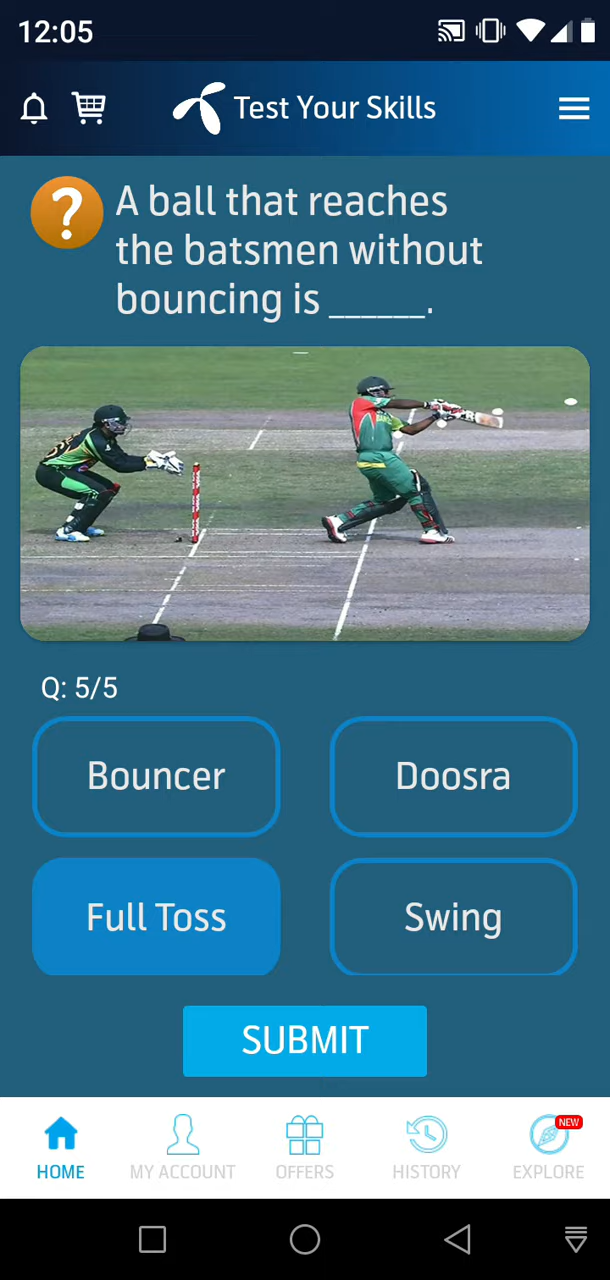 12:05
Test Your Skills
?
A ball that reaches
the batsmen without
bouncing is ______.
Q: 5/5
Bouncer
Doosra
Full Toss
Swing
SUBMIT
NEW
HOME
MY ACCOUNT
OFFERS
HISTORY
EXPLORE